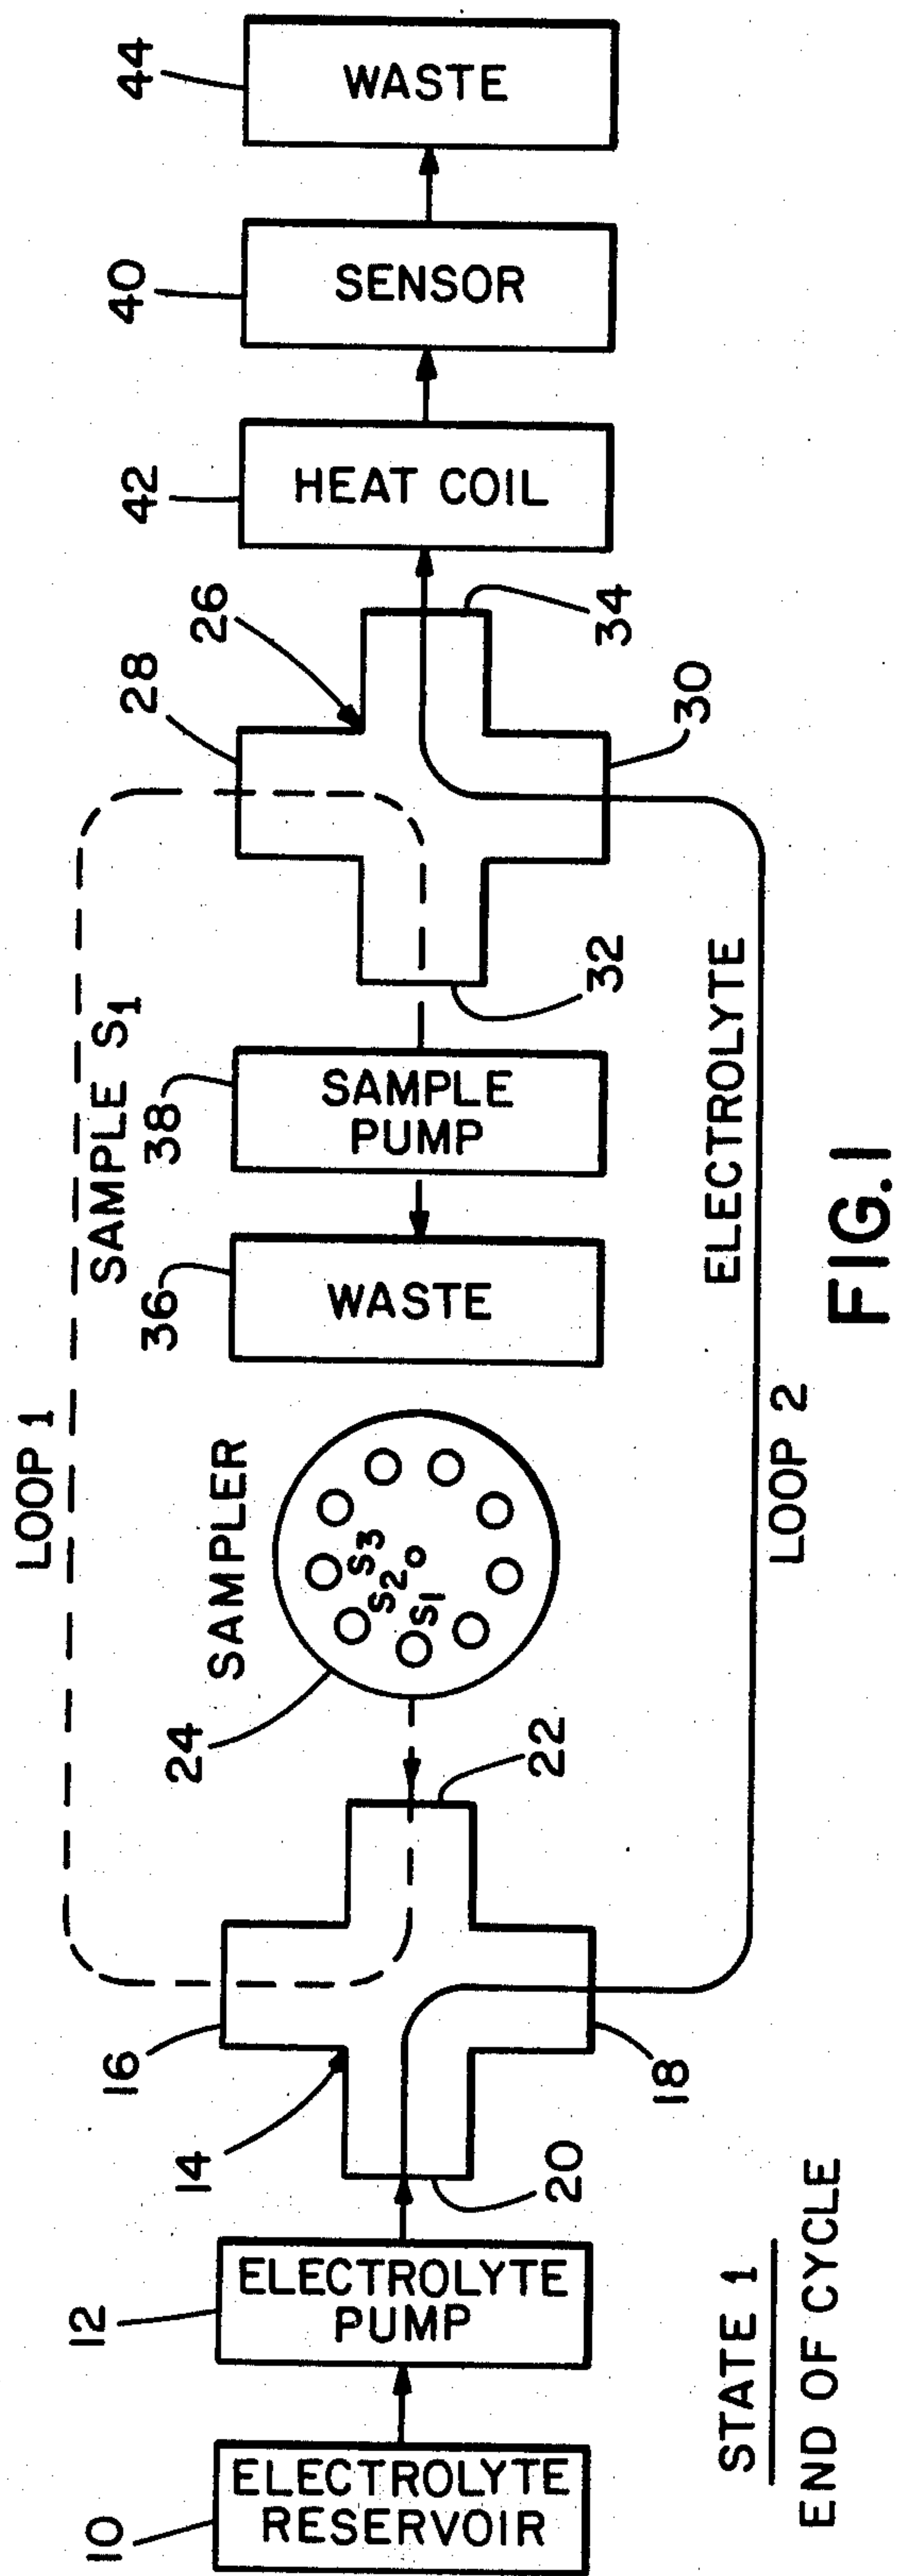 LOOP 1
SAMPLE S1
16
14
28
26
10
ELECTROLYTE
RESERVOIR
12
ELECTROLYTE
PUMP
20
18
22
24
SAMPLER
S1
S2
S3
36
WASTE
38
SAMPLE
PUMP
32
30
34
42
HEAT COIL
40
SENSOR
44
WASTE
ELECTROLYTE
LOOP 2
STATE 1
END OF CYCLE
FIG. 1